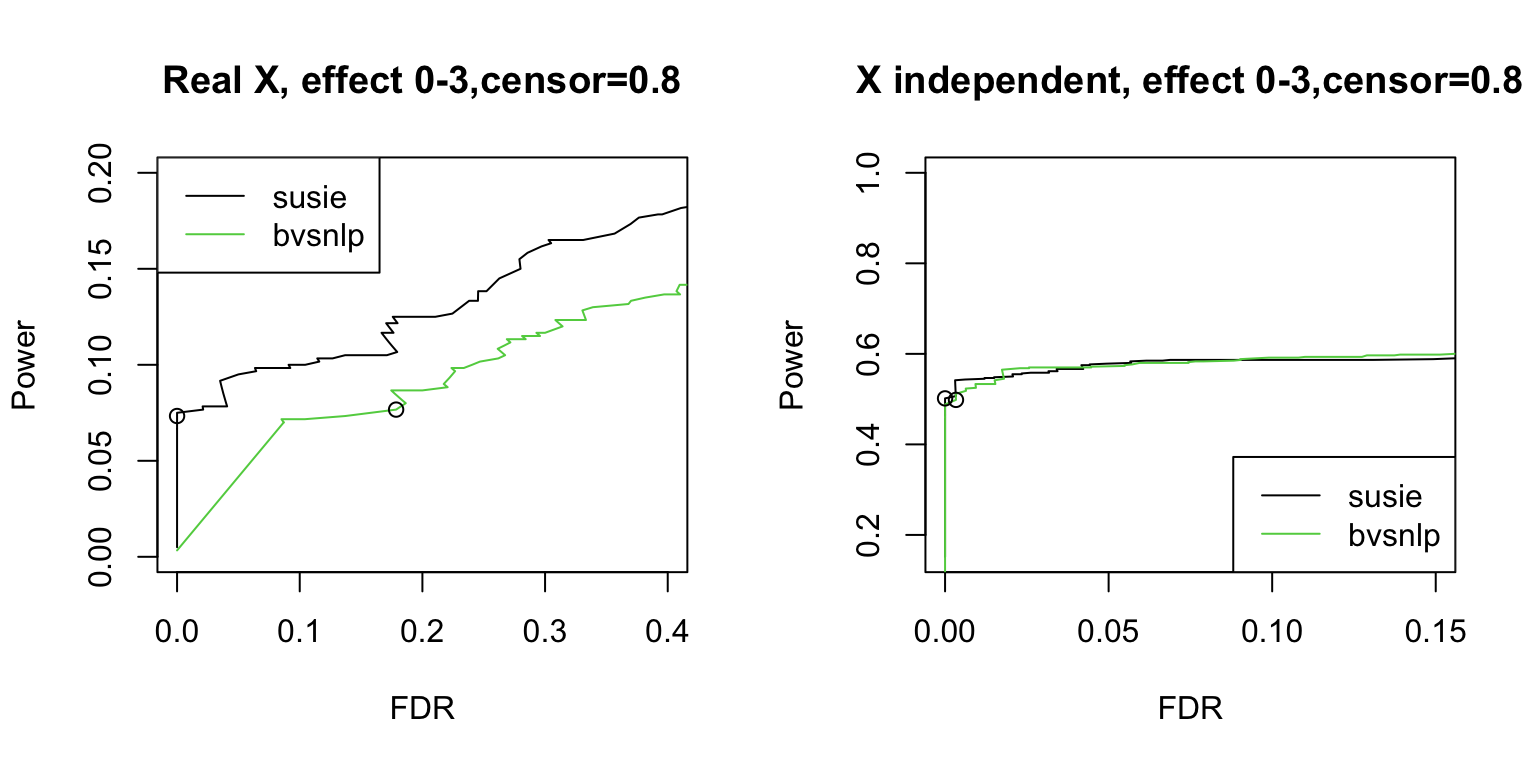 Real X, effect 0-3,censor=0.8
susie
bvsnlp
Power
0.00
0.05
0.10
0.15
0.20
0.0
0.1
0.2
0.3
0.4
FDR
X independent, effect 0-3,censor=0.8
Power
0.2
0.4
0.6
0.8
1.0
susie
bvsnlp
0.00
0.05
0.10
0.15
FDR